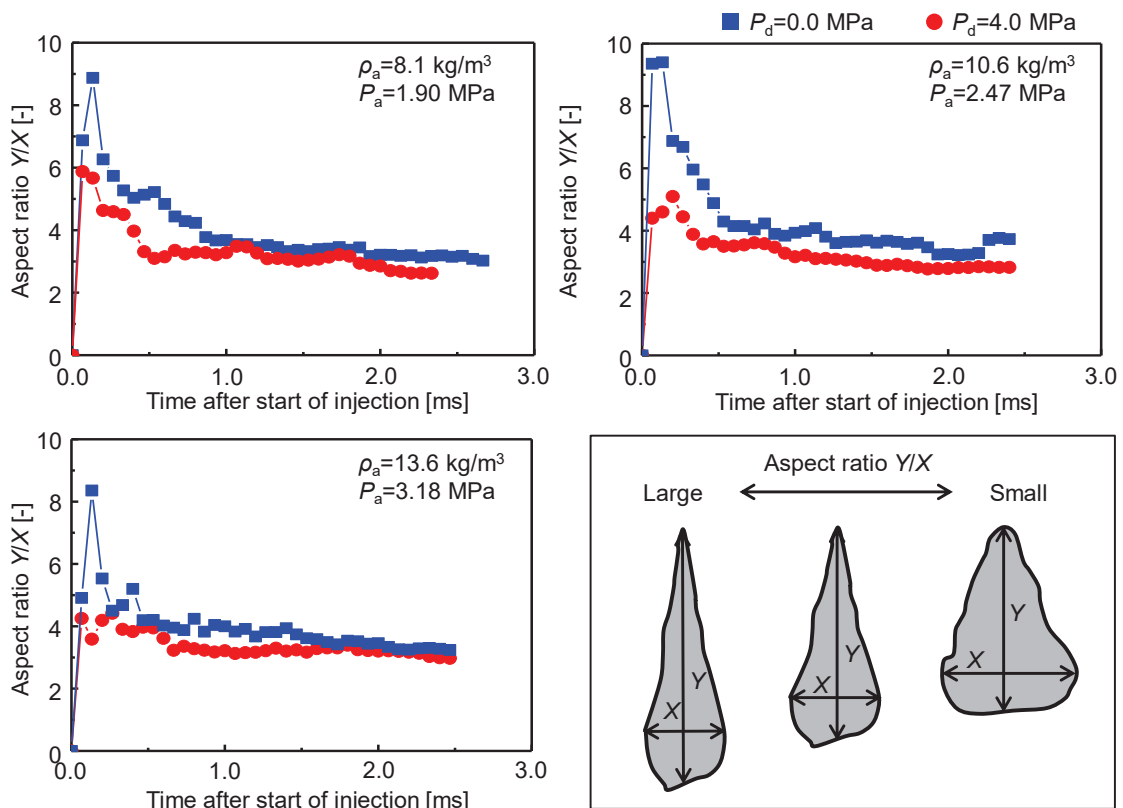 P_d=0.0 MPa P_d=4.0 MPa
10
8
6
4
2
0
Aspect ratio Y/X [-]
ρ_a=8.1 kg/m³
P_a=1.90 MPa
0.0 1.0 2.0 3.0
Time after start of injection [ms]
10
8
6
4
2
0
Aspect ratio Y/X [-]
ρ_a=10.6 kg/m³
P_a=2.47 MPa
0.0 1.0 2.0 3.0
Time after start of injection [ms]
10
8
6
4
2
0
Aspect ratio Y/X [-]
ρ_a=13.6 kg/m³
P_a=3.18 MPa
0.0 1.0 2.0 3.0
Time after start of injection [ms]
Aspect ratio Y/X
Large Small
Y
X
Y
X
Y
X